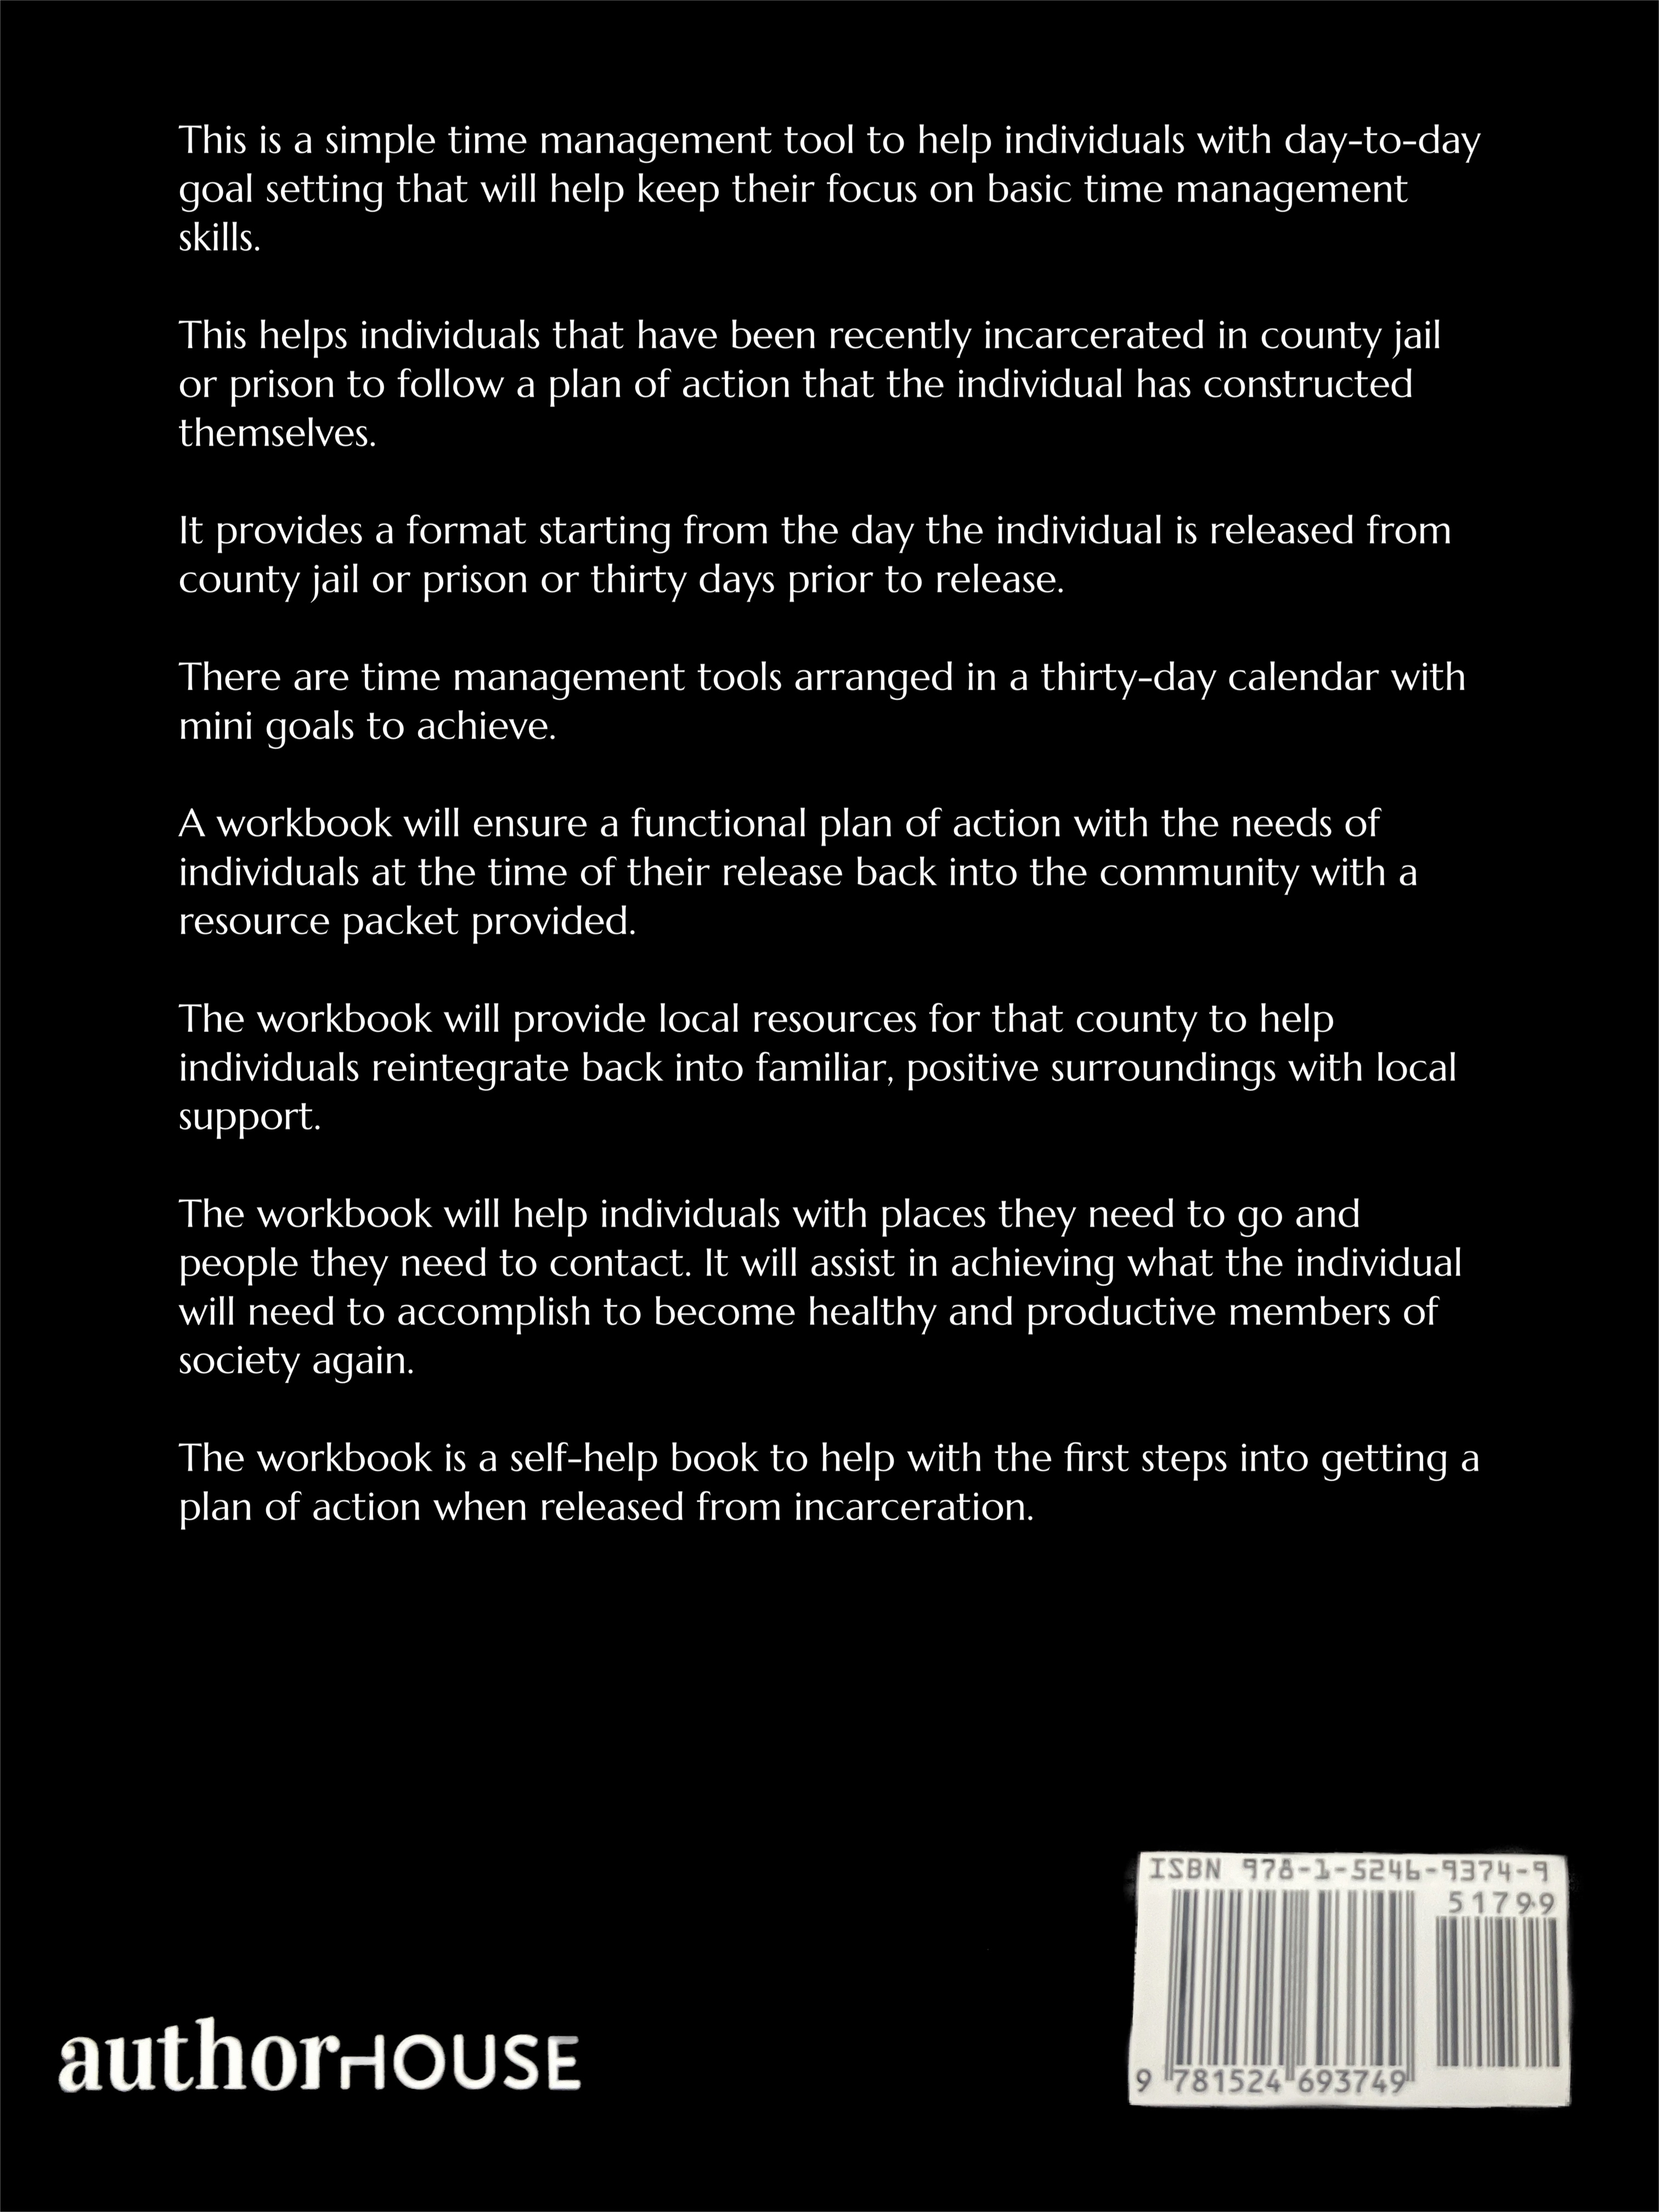 This is a simple time management tool to help individuals with day-to-day
goal setting that will help keep their focus on basic time management
skills.
This helps individuals that have been recently incarcerated in county jail
or prison to follow a plan of action that the individual has constructed
themselves.
It provides a format starting from the day the individual is released from
county jail or prison or thirty days prior to release.
There are time management tools arranged in a thirty-day calendar with
mini goals to achieve.
A workbook will ensure a functional plan of action with the needs of
individuals at the time of their release back into the community with a
resource packet provided.
The workbook will provide local resources for that county to help
individuals reintegrate back into familiar, positive surroundings with local
support.
The workbook will help individuals with places they need to go and
people they need to contact. It will assist in achieving what the individual
will need to accomplish to become healthy and productive members of
society again.
The workbook is a self-help book to help with the first steps into getting a
plan of action when released from incarceration.
ISBN 978-1-5246-9374-9
51799
9 781524 693749
authorHOUSE